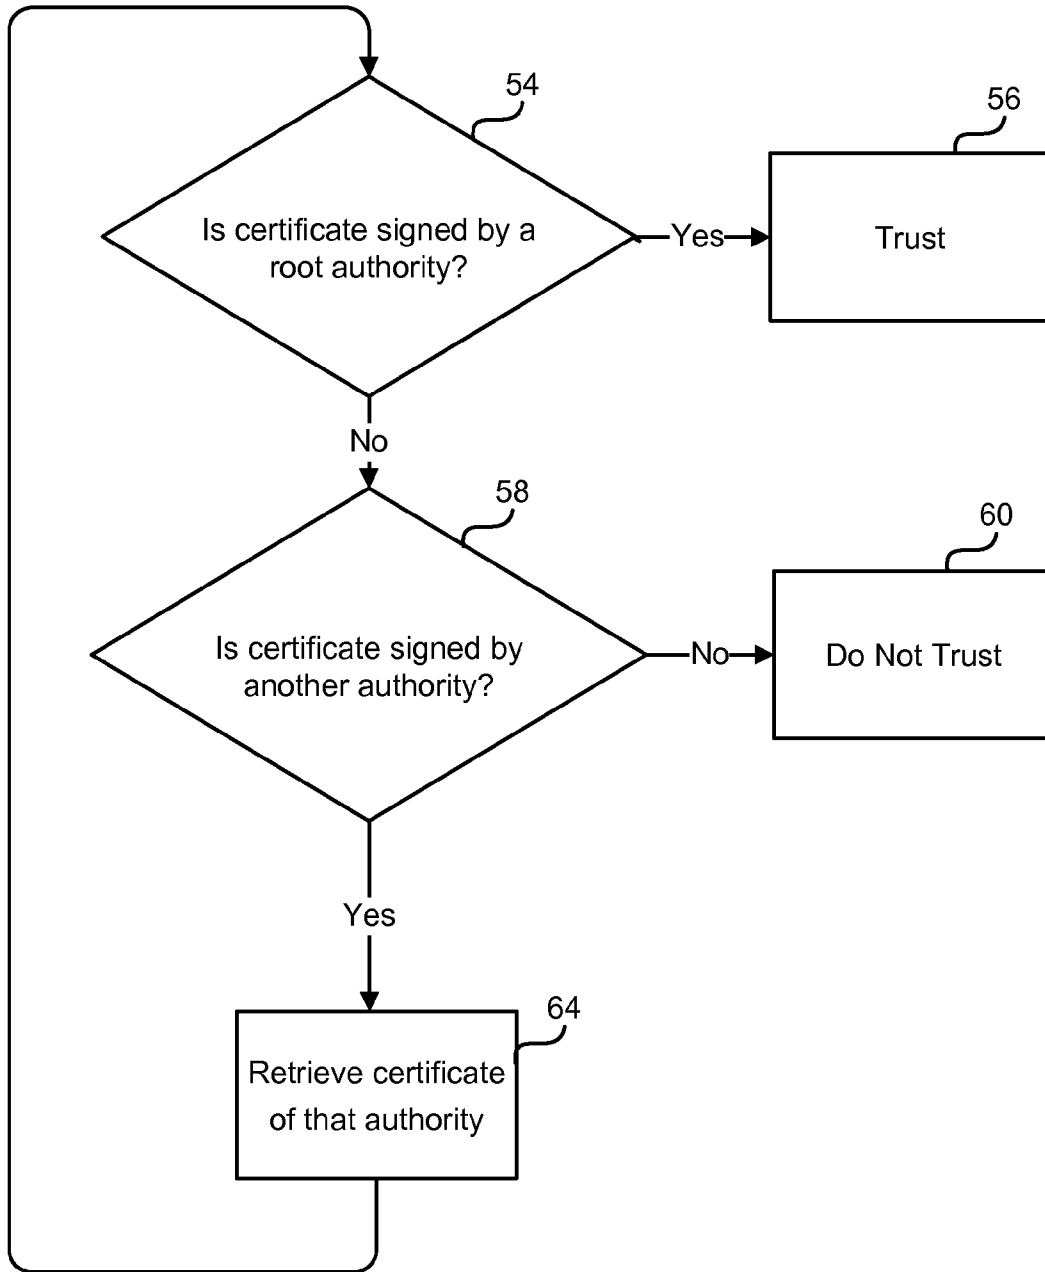 54
Is certificate signed by a
root authority?
Yes
56
Trust
No
58
Is certificate signed by
another authority?
No
60
Do Not Trust
Yes
64
Retrieve certificate
of that authority